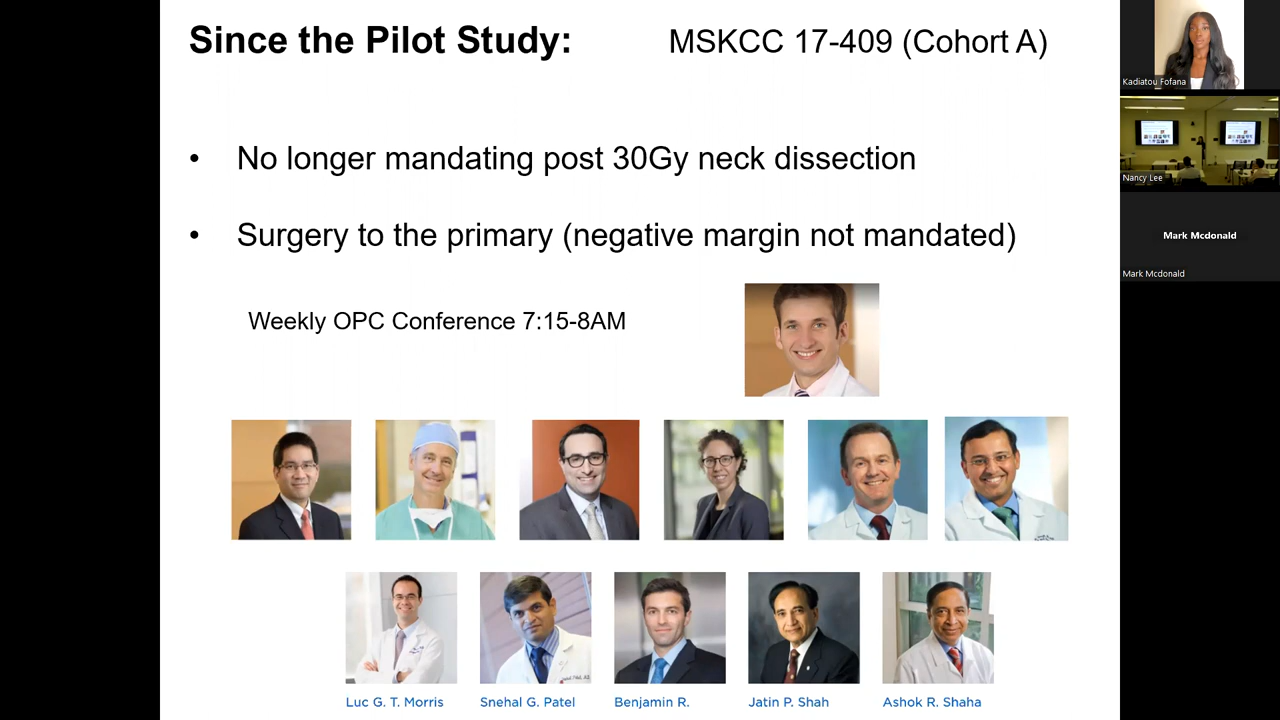 Since the Pilot Study: MSKCC 17-409 (Cohort A)
• No longer mandating post 30Gy neck dissection
• Surgery to the primary (negative margin not mandated)
Weekly OPC Conference 7:15-8AM
Luc G. T. Morris Snehal G. Patel Benjamin R. Jatin P. Shah Ashok R. Shaha
Kadiatou Fofana
Nancy Lee
Mark Mcdonald
Mark Mcdonald